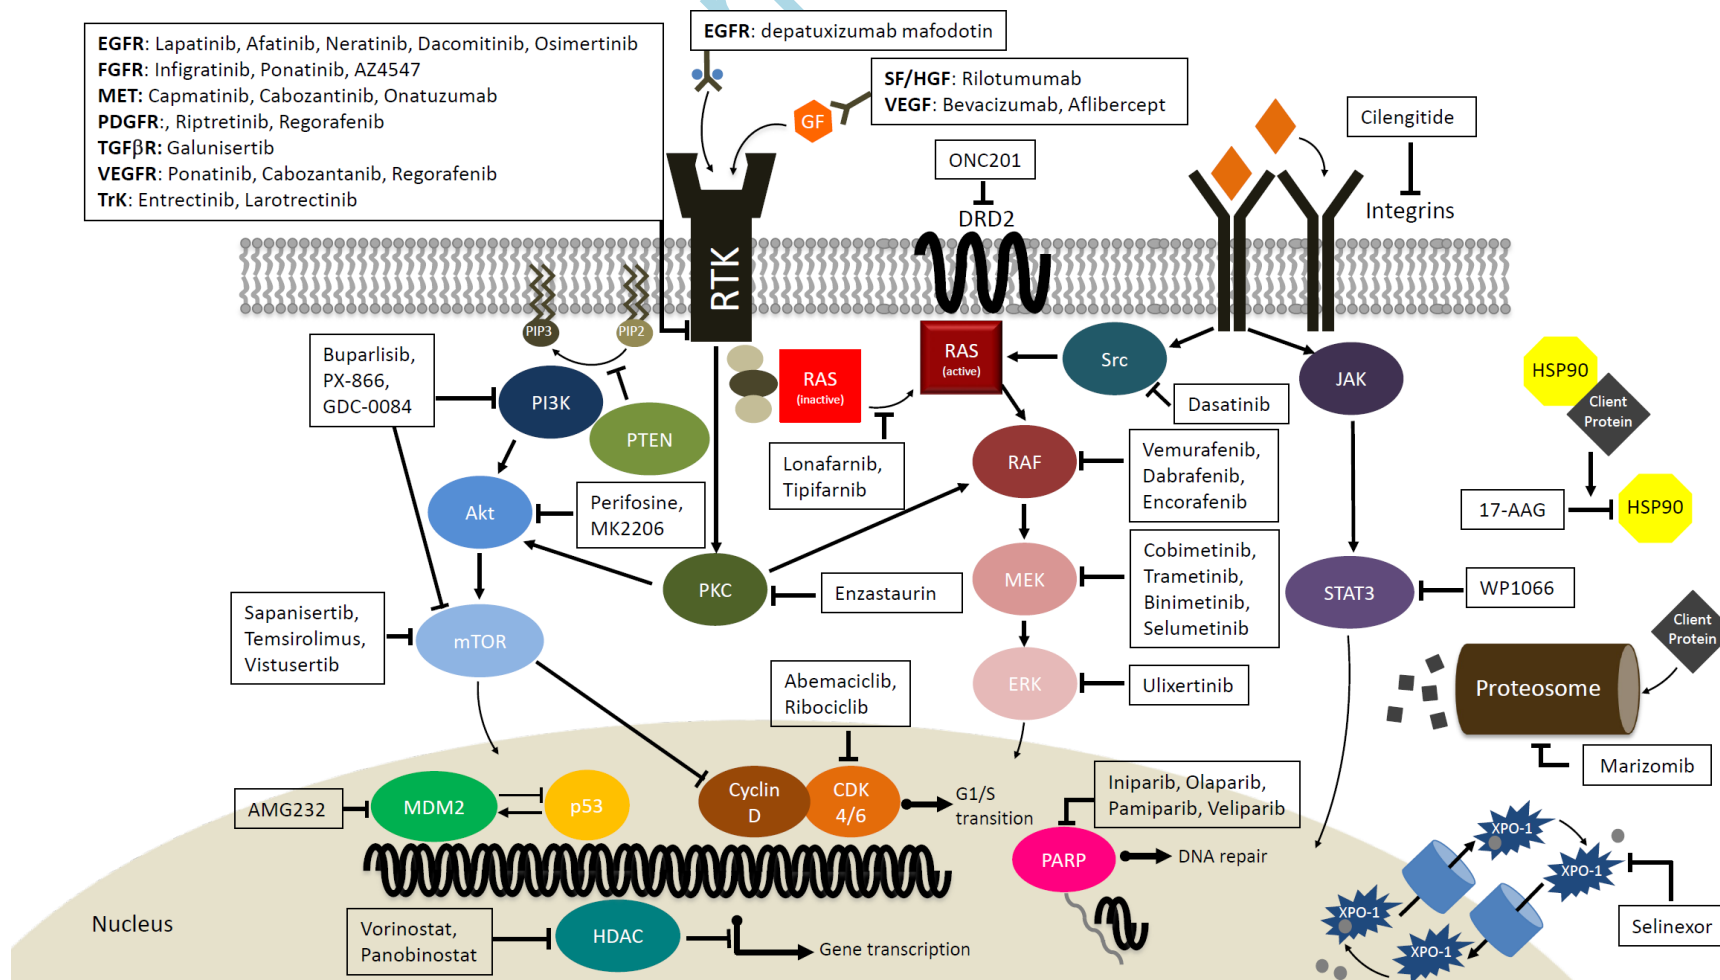 EGFR: Lapatinib, Afatinib, Neratinib, Dacomitinib, Osimertinib
FGFR: Infigratinib, Ponatinib, AZ4547
MET: Capmatinib, Cabozantinib, Onatuzumab
PDGFR:, Riptretinib, Regorafenib
TGFβR: Galunisertib
VEGFR: Ponatinib, Cabozantanib, Regorafenib
TrK: Entrectinib, Larotrectinib
EGFR: depatuxizumab mafodotin
SF/HGF: Rilotumumab
VEGF: Bevacizumab, Aflibercept
GF
Cilengitide
ONC201
DRD2
Integrins
RTK
PIP3
PIP2
Buparlisib,
PX-866,
GDC-0084
PI3K
PTEN
RAS
(inactive)
RAS
(active)
Src
JAK
Dasatinib
HSP90
Client
Protein
Lonafarnib,
Tipifarnib
RAF
Vemurafenib,
Dabrafenib,
Encorafenib
17-AAG
HSP90
Akt
Perifosine,
MK2206
PKC
Enzastaurin
MEK
Cobimetinib,
Trametinib,
Binimetinib,
Selumetinib
STAT3
WP1066
Sapanisertib,
Temsirolimus,
Vistusertib
mTOR
Client
Protein
Abemaciclib,
Ribociclib
ERK
Ulixertinib
Proteosome
Marizomib
AMG232
MDM2
p53
Cyclin
D
CDK
4/6
G1/S
transition
Iniparib, Olaparib,
Pamiparib, Veliparib
PARP
DNA repair
XPO-1
XPO-1
XPO-1
XPO-1
Selinexor
Nucleus
Vorinostat,
Panobinostat
HDAC
Gene transcription